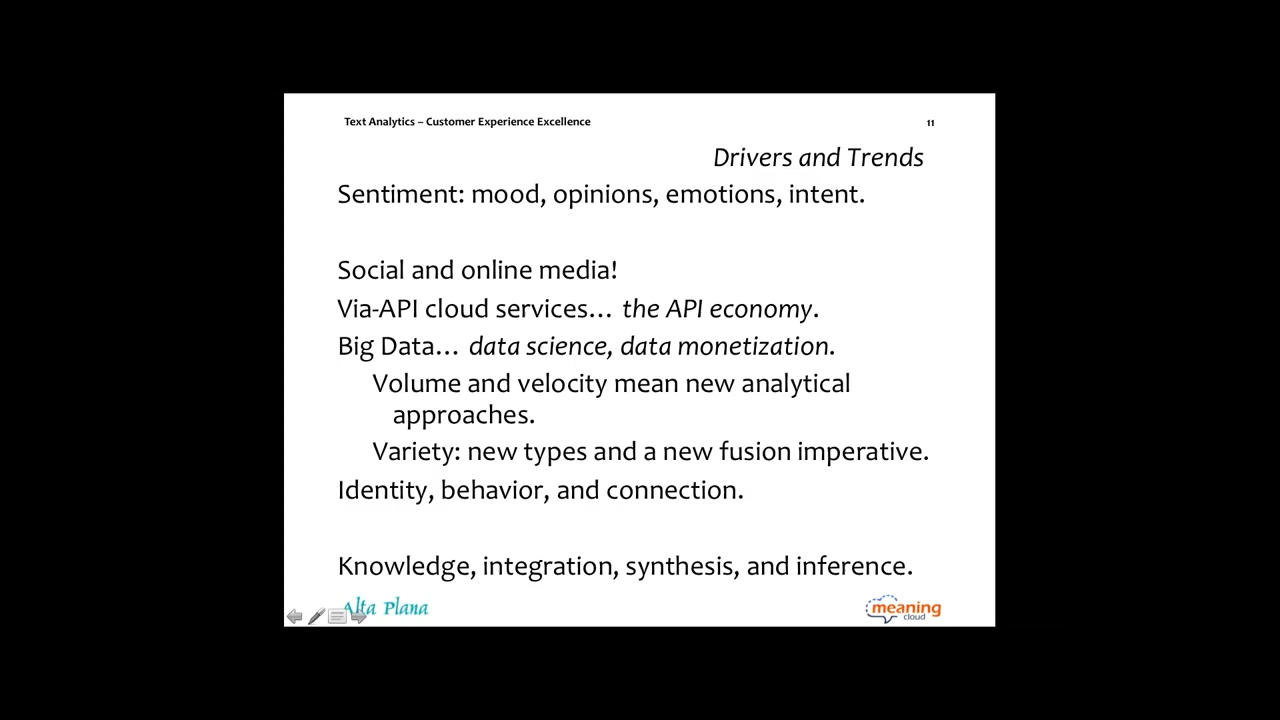 Text Analytics – Customer Experience Excellence
11
Drivers and Trends
Sentiment: mood, opinions, emotions, intent.
Social and online media!
Via-API cloud services… the API economy.
Big Data… data science, data monetization.
Volume and velocity mean new analytical
approaches.
Variety: new types and a new fusion imperative.
Identity, behavior, and connection.
Knowledge, integration, synthesis, and inference.
Alta Plana
meaning
cloud